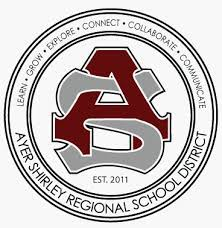 LEARN • GROW • EXPLORE • CONNECT • COLLABORATE • COMMUNICATE
AS
EST. 2011
AYER SHIRLEY REGIONAL SCHOOL DISTRICT